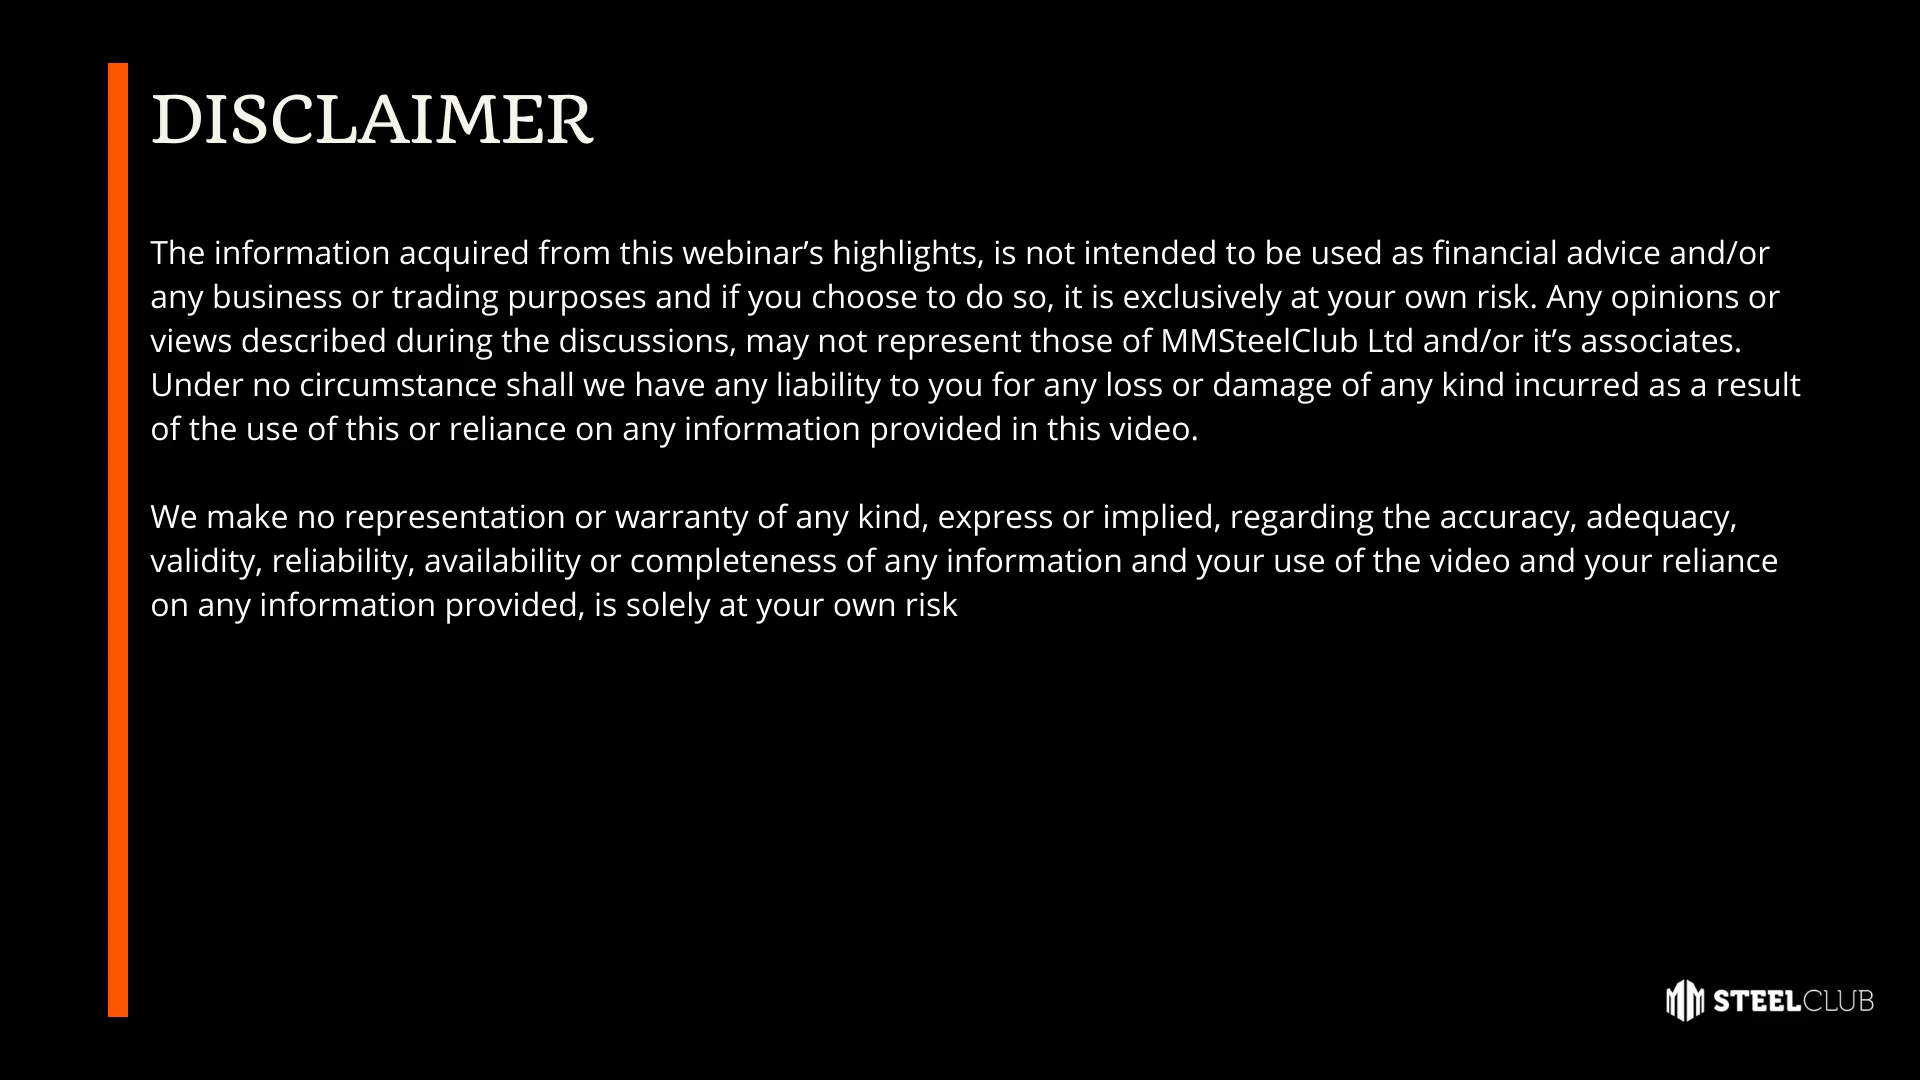 DISCLAIMER
The information acquired from this webinar’s highlights, is not intended to be used as financial advice and/or
any business or trading purposes and if you choose to do so, it is exclusively at your own risk. Any opinions or
views described during the discussions, may not represent those of MMSteelClub Ltd and/or it’s associates.
Under no circumstance shall we have any liability to you for any loss or damage of any kind incurred as a result
of the use of this or reliance on any information provided in this video.
We make no representation or warranty of any kind, express or implied, regarding the accuracy, adequacy,
validity, reliability, availability or completeness of any information and your use of the video and your reliance
on any information provided, is solely at your own risk
MM STEELCLUB